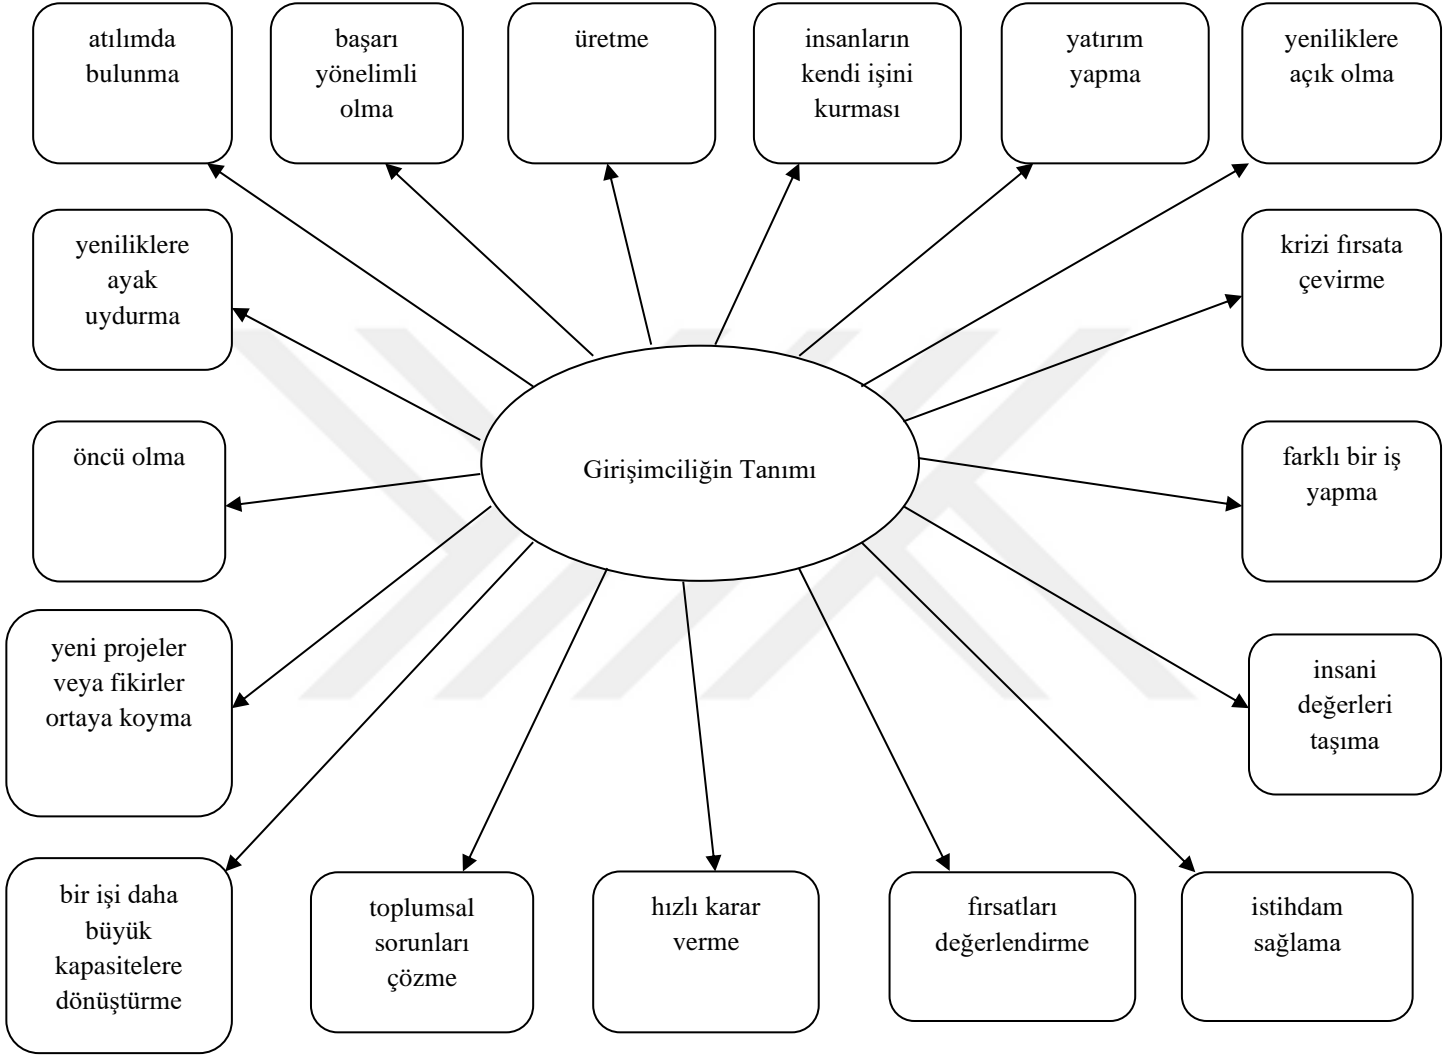 atılımda
bulunma
başarı
yönelimli
olma
üretme
insanların
kendi işini
kurması
yatırım
yapma
yeniliklere
açık olma
yeniliklere
ayak
uydurma
krizi fırsata
çevirme
öncü olma
Girişimciliğin Tanımı
farklı bir iş
yapma
yeni projeler
veya fikirler
ortaya koyma
insani
değerleri
taşıma
bir işi daha
büyük
kapasitelere
dönüştürme
toplumsal
sorunları
çözme
hızlı karar
verme
fırsatları
değerlendirme
istihdam
sağlama